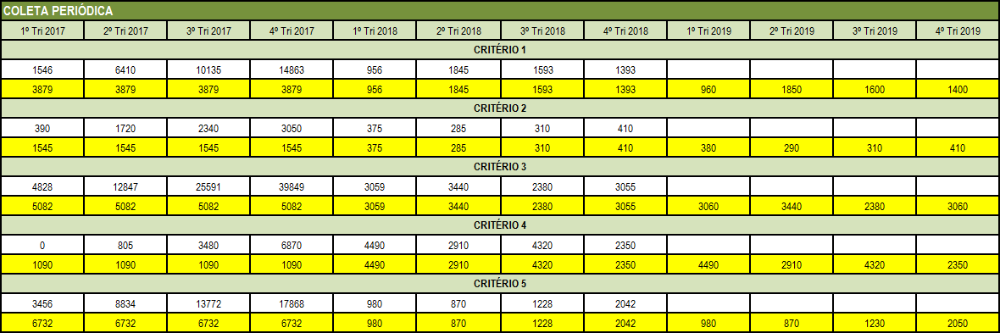 COLETA PERIÓDICA
1º Tri 2017 2º Tri 2017 3º Tri 2017 4º Tri 2017 1º Tri 2018 2º Tri 2018 3º Tri 2018 4º Tri 2018 1º Tri 2019 2º Tri 2019 3º Tri 2019 4º Tri 2019
CRITÉRIO 1
1546 6410 10135 14863 956 1845 1593 1393
3879 3879 3879 3879 956 1845 1593 1393 960 1850 1600 1400
CRITÉRIO 2
390 1720 2340 3050 375 285 310 410
1545 1545 1545 1545 375 285 310 410 380 290 310 410
CRITÉRIO 3
4828 12847 25591 39849 3059 3440 2380 3055
5082 5082 5082 5082 3059 3440 2380 3055 3060 3440 2380 3060
CRITÉRIO 4
0 805 3480 6870 4490 2910 4320 2350
1090 1090 1090 1090 4490 2910 4320 2350 4490 2910 4320 2350
CRITÉRIO 5
3456 8834 13772 17868 980 870 1228 2042
6732 6732 6732 6732 980 870 1228 2042 980 870 1230 2050